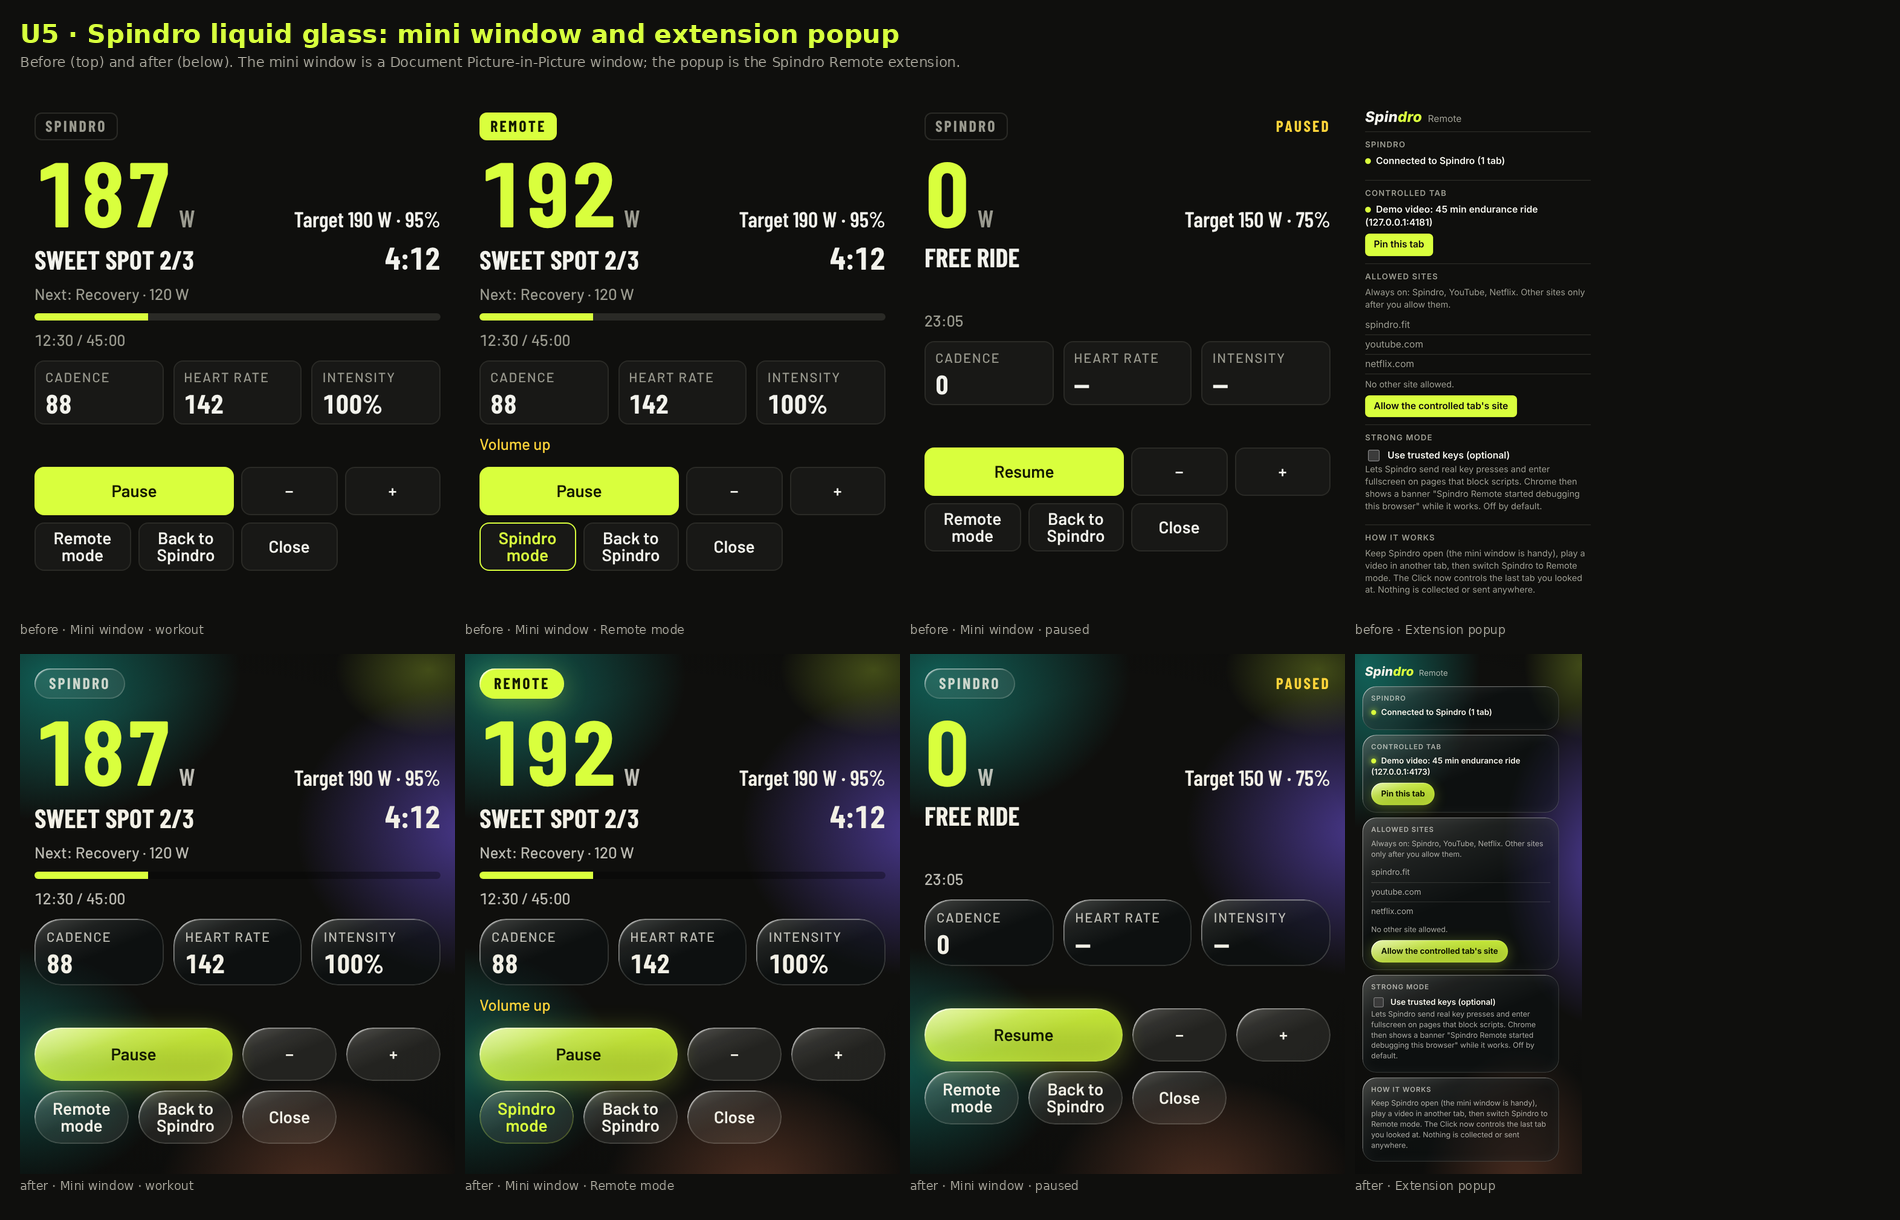 U5 · Spindro liquid glass: mini window and extension popup
Before (top) and after (below). The mini window is a Document Picture-in-Picture window; the popup is the Spindro Remote extension.
SPINDRO
187 W
Target 190 W · 95%
SWEET SPOT 2/3
4:12
Next: Recovery · 120 W
12:30 / 45:00
CADENCE
88
HEART RATE
142
INTENSITY
100%
Pause
–
+
Remote
mode
Back to
Spindro
Close
before · Mini window · workout
REMOTE
192 W
Target 190 W · 95%
SWEET SPOT 2/3
4:12
Next: Recovery · 120 W
12:30 / 45:00
CADENCE
88
HEART RATE
142
INTENSITY
100%
Volume up
Pause
–
+
Spindro
mode
Back to
Spindro
Close
before · Mini window · Remote mode
SPINDRO
PAUSED
0 W
Target 150 W · 75%
FREE RIDE
23:05
CADENCE
0
HEART RATE
–
INTENSITY
–
Resume
–
+
Remote
mode
Back to
Spindro
Close
before · Mini window · paused
Spindro Remote
SPINDRO
Connected to Spindro (1 tab)
CONTROLLED TAB
Demo video: 45 min endurance ride
(127.0.0.1:4181)
Pin this tab
ALLOWED SITES
Always on: Spindro, YouTube, Netflix. Other sites only
after you allow them.
spindro.fit
youtube.com
netflix.com
No other site allowed.
Allow the controlled tab's site
STRONG MODE
Use trusted keys (optional)
Lets Spindro send real key presses and enter
fullscreen on pages that block scripts. Chrome then
shows a banner "Spindro Remote started debugging
this browser" while it works. Off by default.
HOW IT WORKS
Keep Spindro open (the mini window is handy), play a
video in another tab, then switch Spindro to Remote
mode. The Click now controls the last tab you looked
at. Nothing is collected or sent anywhere.
before · Extension popup
SPINDRO
187 W
Target 190 W · 95%
SWEET SPOT 2/3
4:12
Next: Recovery · 120 W
12:30 / 45:00
CADENCE
88
HEART RATE
142
INTENSITY
100%
Pause
–
+
Remote
mode
Back to
Spindro
Close
after · Mini window · workout
REMOTE
192 W
Target 190 W · 95%
SWEET SPOT 2/3
4:12
Next: Recovery · 120 W
12:30 / 45:00
CADENCE
88
HEART RATE
142
INTENSITY
100%
Volume up
Pause
–
+
Spindro
mode
Back to
Spindro
Close
after · Mini window · Remote mode
SPINDRO
PAUSED
0 W
Target 150 W · 75%
FREE RIDE
23:05
CADENCE
0
HEART RATE
–
INTENSITY
–
Resume
–
+
Remote
mode
Back to
Spindro
Close
after · Mini window · paused
Spindro Remote
SPINDRO
Connected to Spindro (1 tab)
CONTROLLED TAB
Demo video: 45 min endurance ride
(127.0.0.1:4173)
Pin this tab
ALLOWED SITES
Always on: Spindro, YouTube, Netflix. Other sites
only after you allow them.
spindro.fit
youtube.com
netflix.com
No other site allowed.
Allow the controlled tab's site
STRONG MODE
Use trusted keys (optional)
Lets Spindro send real key presses and enter
fullscreen on pages that block scripts. Chrome
then shows a banner "Spindro Remote started
debugging this browser" while it works. Off by
default.
HOW IT WORKS
Keep Spindro open (the mini window is handy),
play a video in another tab, then switch Spindro to
Remote mode. The Click now controls the last tab
you looked at. Nothing is collected or sent
anywhere.
after · Extension popup